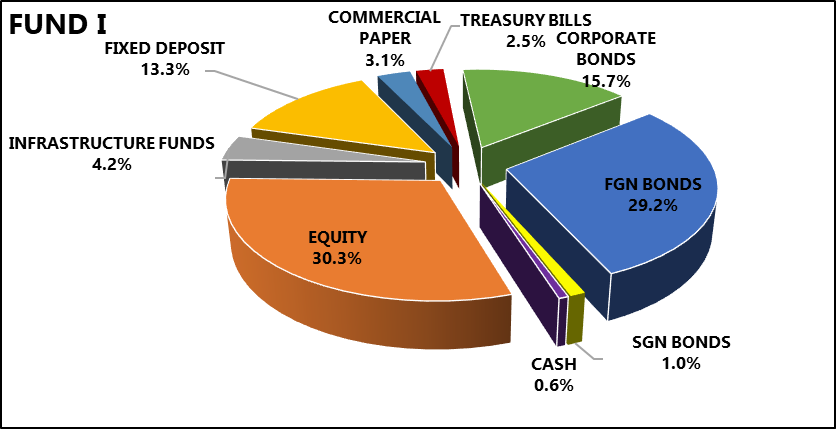 FUND I
COMMERCIAL
PAPER
3.1%
TREASURY BILLS
2.5%
CORPORATE
BONDS
15.7%
FIXED DEPOSIT
13.3%
INFRASTRUCTURE FUNDS
4.2%
FGN BONDS
29.2%
EQUITY
30.3%
SGN BONDS
1.0%
CASH
0.6%